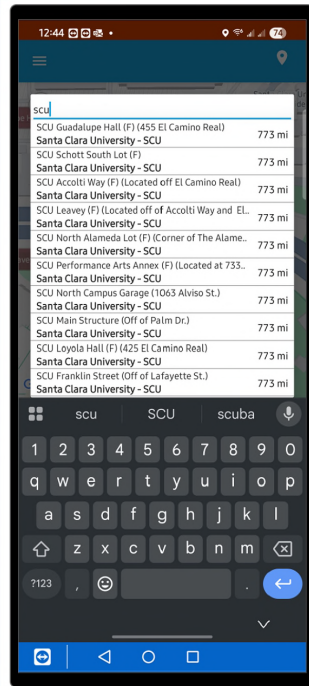 12:44
74
scu
SCU Guadalupe Hall (F) (455 El Camino Real)
Santa Clara University - SCU
773 mi
SCU Schott South Lot (F)
Santa Clara University - SCU
773 mi
SCU Accolti Way (F) (Located off El Camino Real)
Santa Clara University - SCU
773 mi
SCU Leavey (F) (Located off of Accolti Way and El..
Santa Clara University - SCU
773 mi
SCU North Alameda Lot (F) (Corner of The Alame..
Santa Clara University - SCU
773 mi
SCU Performance Arts Annex (F) (Located at 733..
Santa Clara University - SCU
773 mi
SCU North Campus Garage (1063 Alviso St.)
Santa Clara University - SCU
773 mi
SCU Main Structure (Off of Palm Dr.)
Santa Clara University - SCU
773 mi
SCU Loyola Hall (F) (425 El Camino Real)
Santa Clara University - SCU
773 mi
SCU Franklin Street (Off of Lafayette St.)
Santa Clara University - SCU
773 mi
scu SCU scuba
1 2 3 4 5 6 7 8 9 0
q w e r t y u i o p
a s d f g h j k l
z x c v b n m
?123 , .